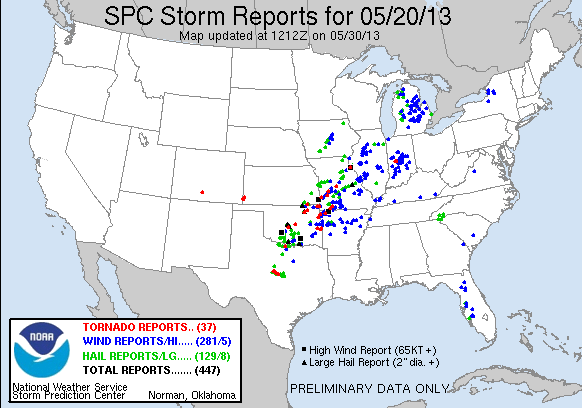 SPC Storm Reports for 05/20/13
Map updated at 1212Z on 05/30/13
TORNADO REPORTS.. (37)
WIND REPORTS/HI..... (281/5)
HAIL REPORTS/LG..... (129/8)
TOTAL REPORTS....... (447)
NOAA
National Weather Service
Storm Prediction Center Norman, Oklahoma
High Wind Report (65KT +)
Large Hail Report (2" dia. +)
PRELIMINARY DATA ONLY